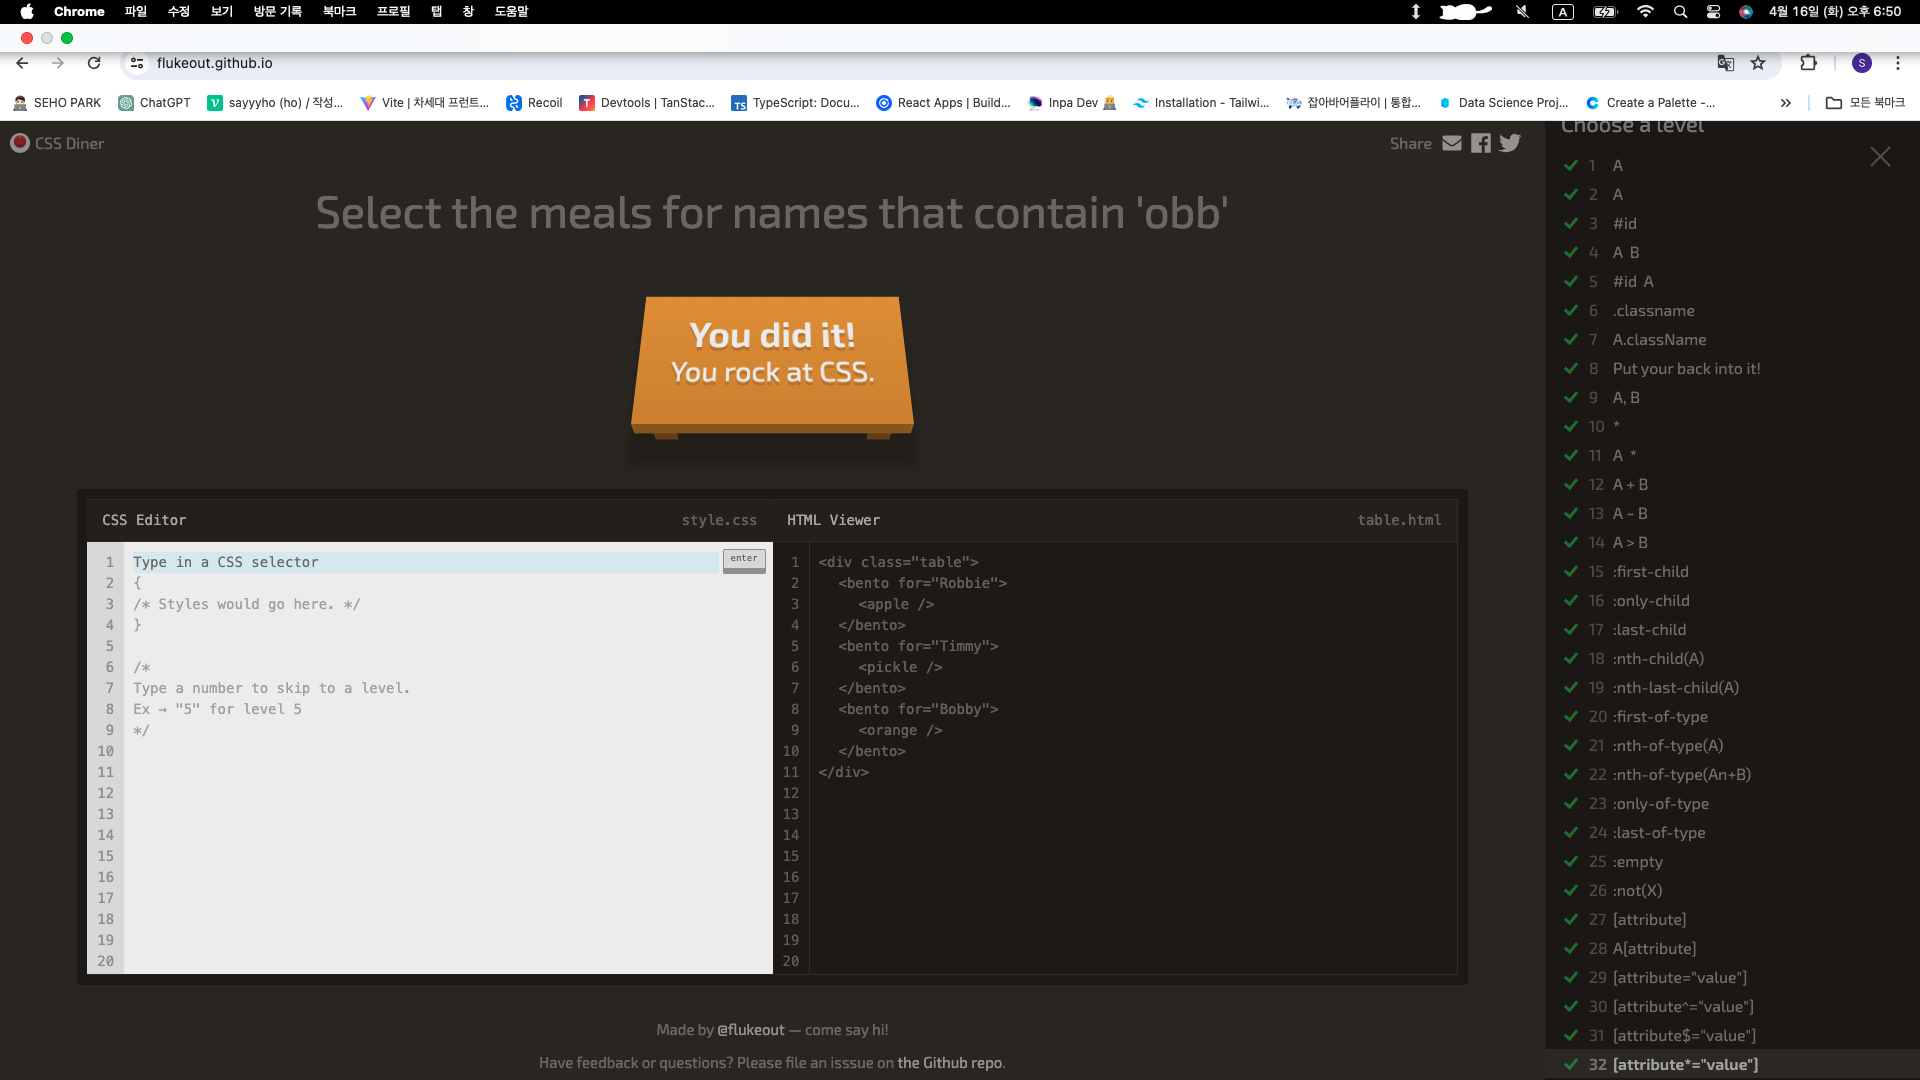 Chrome 파일 수정 보기 방문 기록 북마크 프로필 탭 창 도움말 A 4월 16일 (화) 오후 6:50
flukeout.github.io S
SEHO PARK ChatGPT sayyyho (ho) / 작성... Vite | 차세대 프런트... Recoil Devtools | TanStac... TypeScript: Docu... React Apps | Build... Inpa Dev Installation - Tailwi... 잡아바어플라이 | 통합... Data Science Proj... Create a Palette -... » 모든 북마크
CSS Diner
Share
Select the meals for names that contain 'obb'
You did it!
You rock at CSS.
CSS Editor style.css
1 Type in a CSS selector enter
2 {
3 /* Styles would go here. */
4 }
5
6 /*
7 Type a number to skip to a level.
8 Ex → "5" for level 5
9 */
10
11
12
13
14
15
16
17
18
19
20
HTML Viewer table.html
1 <div class="table">
2 <bento for="Robbie">
3 <apple />
4 </bento>
5 <bento for="Timmy">
6 <pickle />
7 </bento>
8 <bento for="Bobby">
9 <orange />
10 </bento>
11 </div>
12
13
14
15
16
17
18
19
20
Made by @flukeout — come say hi!
Have feedback or questions? Please file an isssue on the Github repo.
Choose a level
1 A
2 A
3 #id
4 A B
5 #id A
6 .classname
7 A.className
8 Put your back into it!
9 A, B
10 *
11 A *
12 A + B
13 A ~ B
14 A > B
15 :first-child
16 :only-child
17 :last-child
18 :nth-child(A)
19 :nth-last-child(A)
20 :first-of-type
21 :nth-of-type(A)
22 :nth-of-type(An+B)
23 :only-of-type
24 :last-of-type
25 :empty
26 :not(X)
27 [attribute]
28 A[attribute]
29 [attribute="value"]
30 [attribute^="value"]
31 [attribute$="value"]
32 [attribute*="value"]